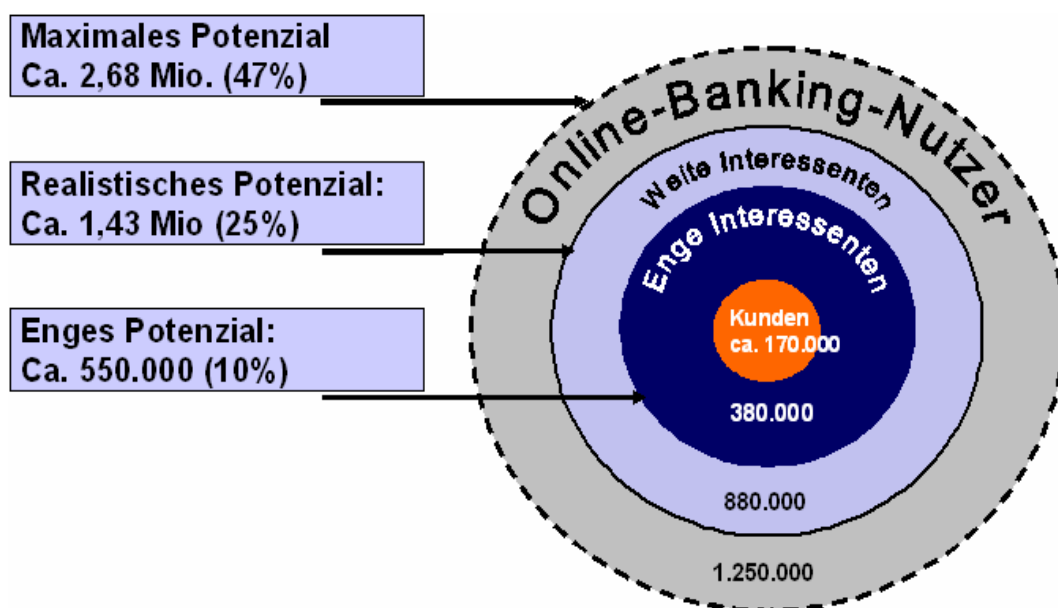 Maximales Potenzial
Ca. 2,68 Mio. (47%)
Realistisches Potenzial:
Ca. 1,43 Mio (25%)
Enges Potenzial:
Ca. 550.000 (10%)
Online-Banking-Nutzer
Weite Interessenten
Enge Interessenten
Kunden
ca. 170.000
380.000
880.000
1.250.000